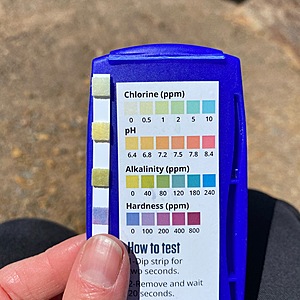 Chlorine (ppm)
0 0.5 1 2 5 10
pH
6.4 6.8 7.2 7.5 7.8 8.4
Alkalinity (ppm)
0 40 80 120 180 240
Hardness (ppm)
0 100 200 400 800
How to test
1-Dip strip for
two seconds.
2-Remove and wait
20 seconds.